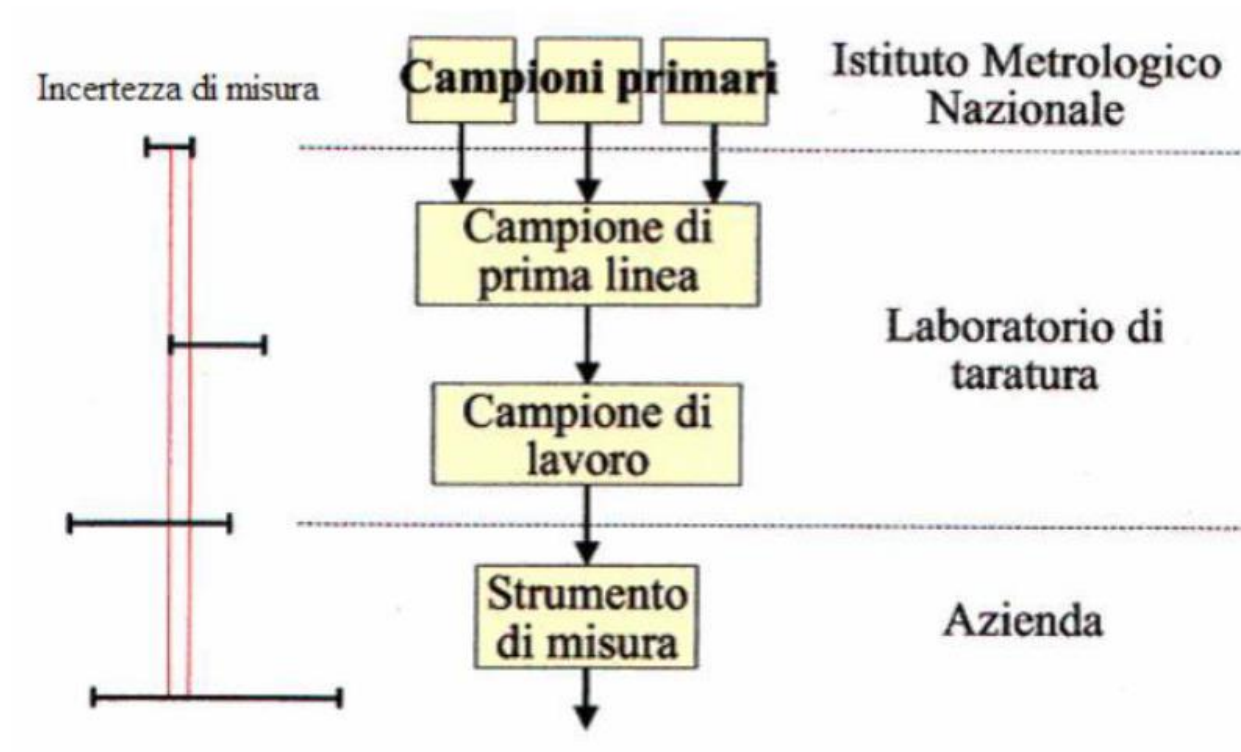 Incertezza di misura
Campioni primari
Istituto Metrologico
Nazionale
Campione di
prima linea
Laboratorio di
taratura
Campione di
lavoro
Strumento
di misura
Azienda